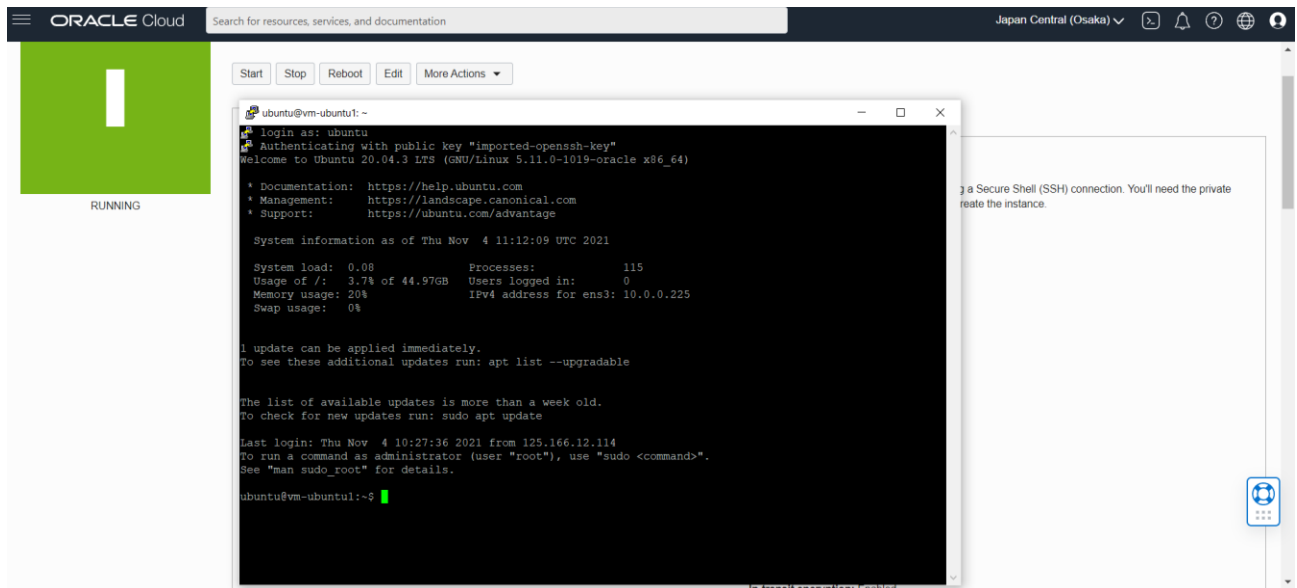 ORACLE Cloud
Search for resources, services, and documentation
Japan Central (Osaka)
Start Stop Reboot Edit More Actions
RUNNING
g a Secure Shell (SSH) connection. You'll need the private
reate the instance.
ubuntu@vm-ubuntu1: ~
login as: ubuntu
Authenticating with public key "imported-openssh-key"
Welcome to Ubuntu 20.04.3 LTS (GNU/Linux 5.11.0-1019-oracle x86_64)
* Documentation: https://help.ubuntu.com
* Management: https://landscape.canonical.com
* Support: https://ubuntu.com/advantage
System information as of Thu Nov 4 11:12:09 UTC 2021
System load: 0.08 Processes: 115
Usage of /: 3.7% of 44.97GB Users logged in: 0
Memory usage: 20% IPv4 address for ens3: 10.0.0.225
Swap usage: 0%
1 update can be applied immediately.
To see these additional updates run: apt list --upgradable
The list of available updates is more than a week old.
To check for new updates run: sudo apt update
Last login: Thu Nov 4 10:27:36 2021 from 125.166.12.114
To run a command as administrator (user "root"), use "sudo <command>".
See "man sudo_root" for details.
ubuntu@vm-ubuntu1:~$
In-transit encryption: Enabled